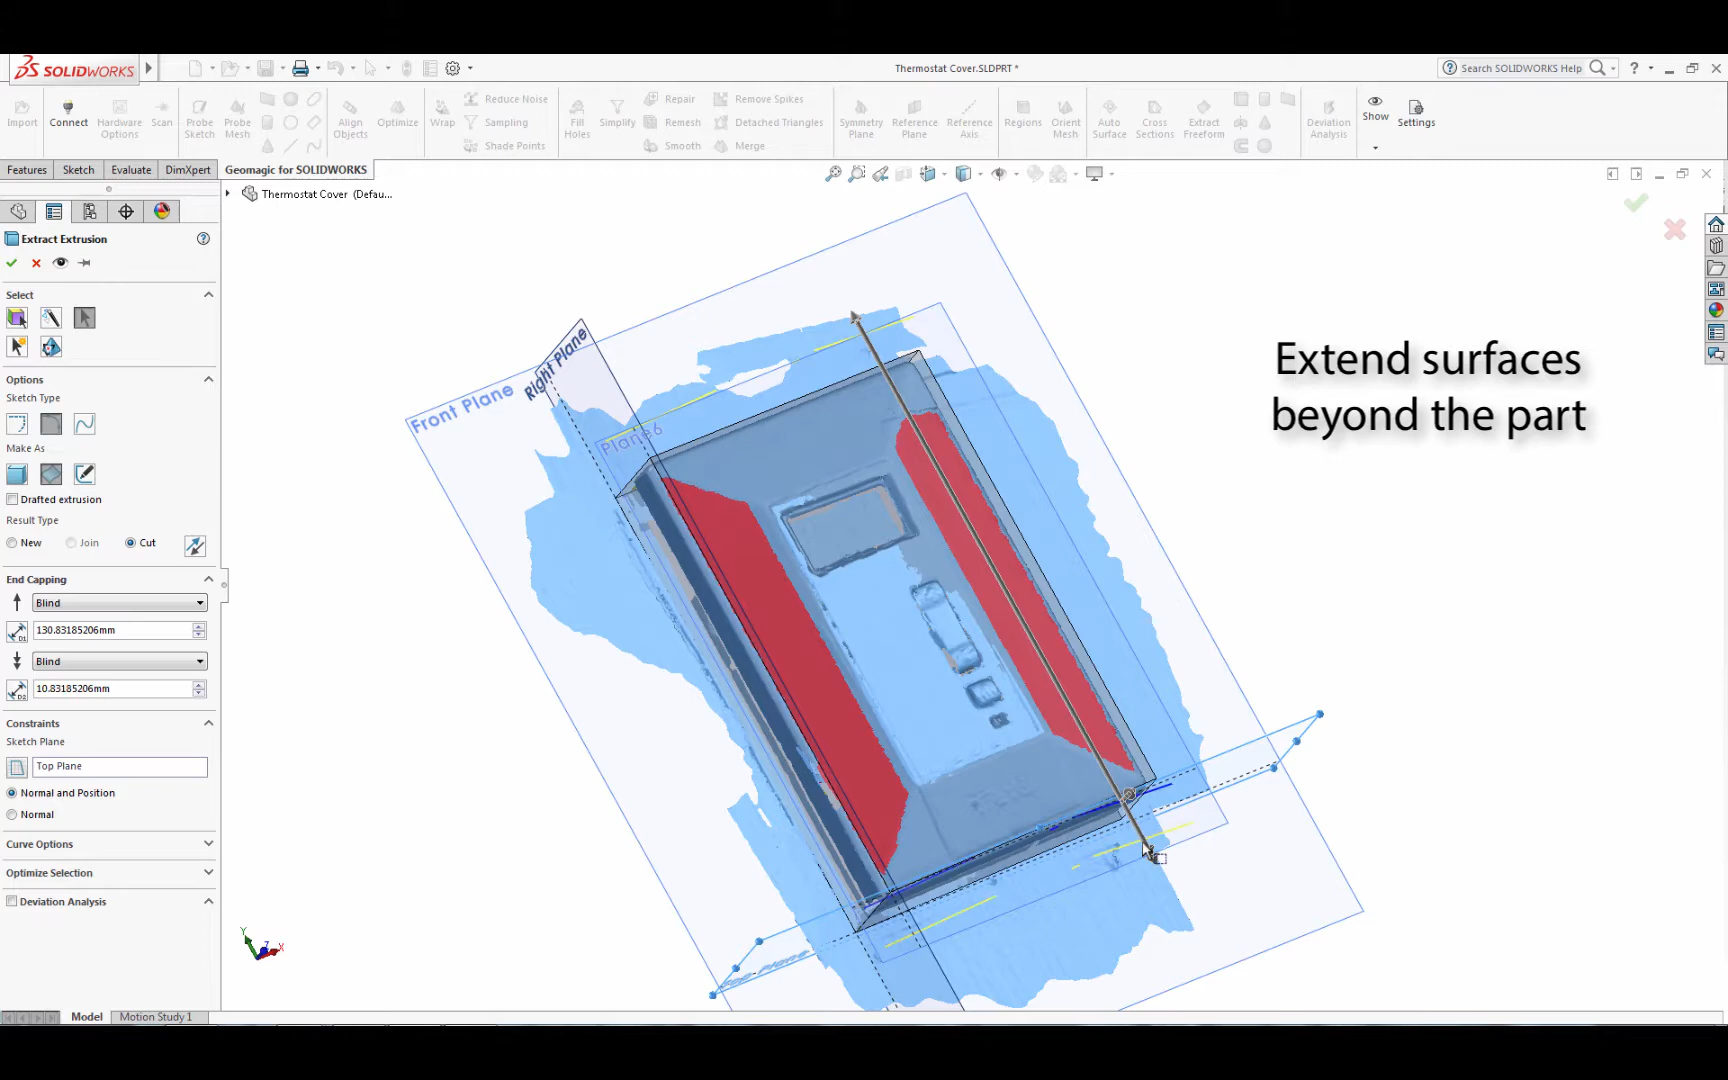 SOLIDWORKS
Thermostat Cover.SLDPRT *
Search SOLIDWORKS Help
Import
Connect
Hardware
Options
Scan
Probe
Sketch
Probe
Mesh
Align
Objects
Optimize
Wrap
Reduce Noise
Sampling
Shade Points
Fill
Holes
Simplify
Repair
Remesh
Smooth
Remove Spikes
Detached Triangles
Merge
Symmetry
Plane
Reference
Plane
Reference
Axis
Regions
Orient
Mesh
Auto
Surface
Cross
Sections
Extract
Freeform
Deviation
Analysis
Show
Settings
Features
Sketch
Evaluate
DimXpert
Geomagic for SOLIDWORKS
Thermostat Cover (Defau...
Extract Extrusion
Select
Options
Sketch Type
Make As
Drafted extrusion
Result Type
New
Join
Cut
End Capping
Blind
D1
130.83185206mm
Blind
D2
10.83185206mm
Constraints
Sketch Plane
Top Plane
Normal and Position
Normal
Curve Options
Optimize Selection
Deviation Analysis
Front Plane
Right Plane
Plane6
Extend surfaces
beyond the part
Y
Z
X
Model
Motion Study 1